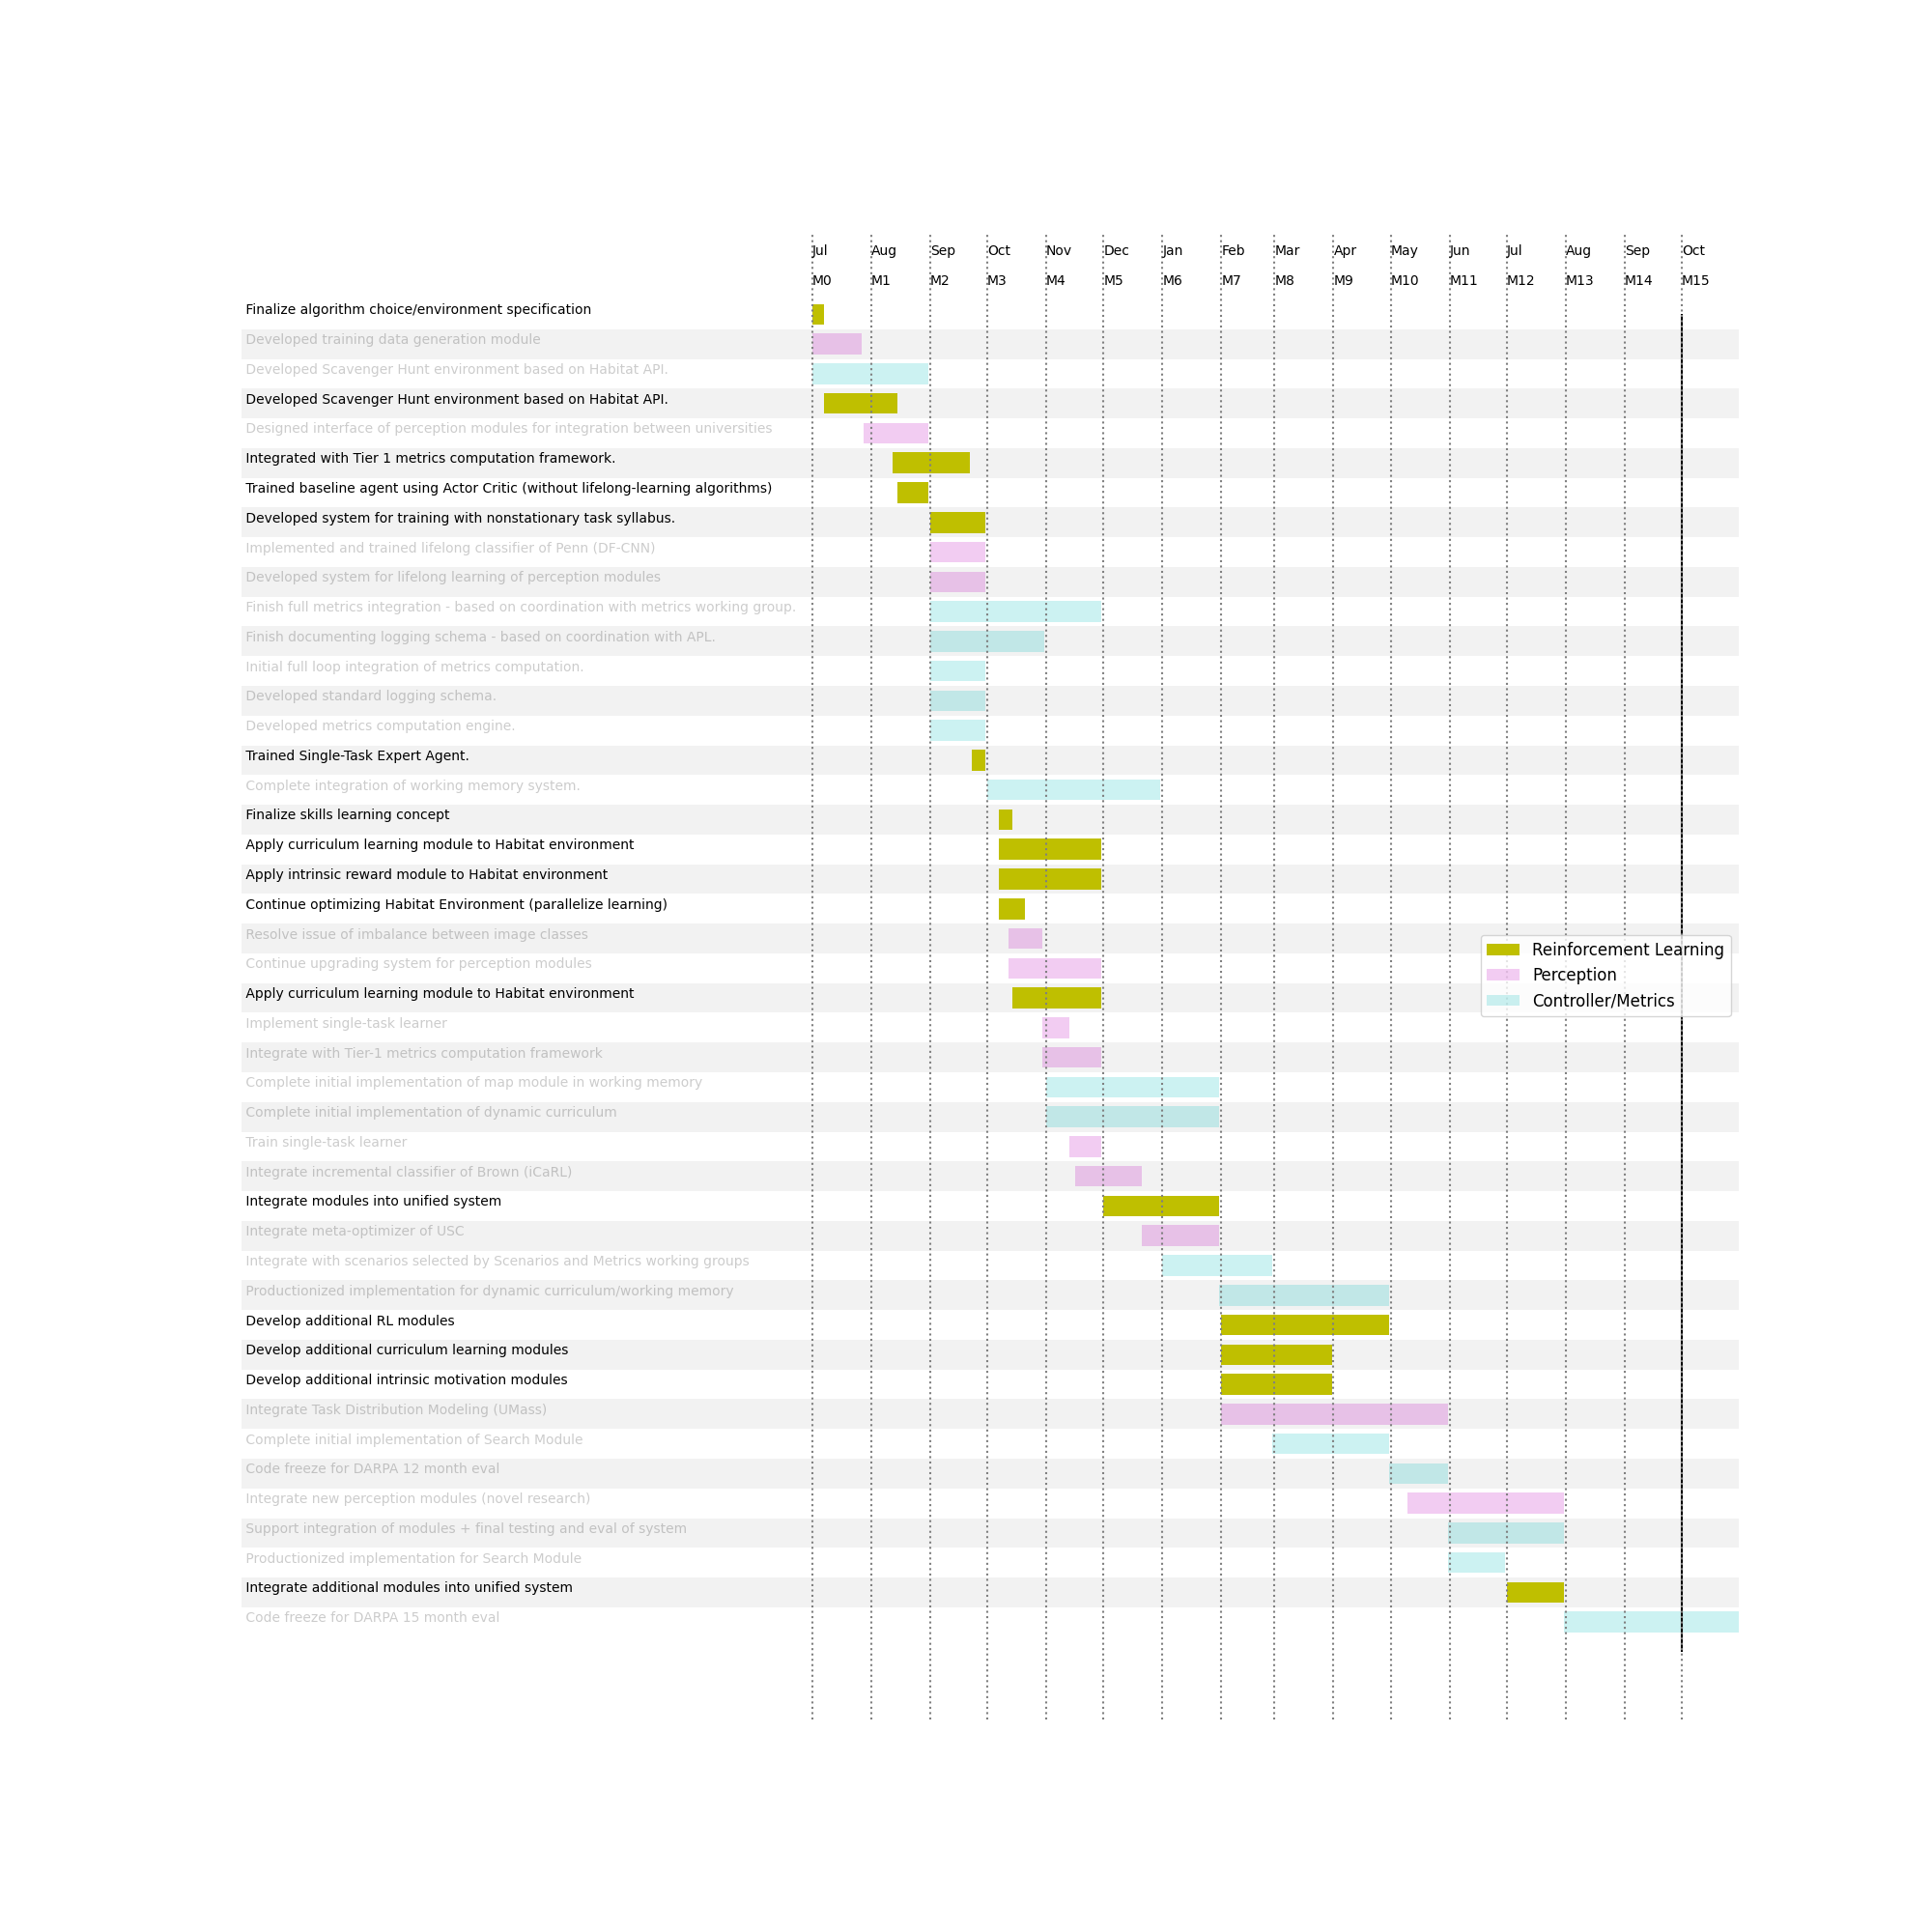 Jul Aug Sep Oct Nov Dec Jan Feb Mar Apr May Jun Jul Aug Sep Oct
M0 M1 M2 M3 M4 M5 M6 M7 M8 M9 M10 M11 M12 M13 M14 M15
Finalize algorithm choice/environment specification
Developed training data generation module
Developed Scavenger Hunt environment based on Habitat API.
Developed Scavenger Hunt environment based on Habitat API.
Designed interface of perception modules for integration between universities
Integrated with Tier 1 metrics computation framework.
Trained baseline agent using Actor Critic (without lifelong-learning algorithms)
Developed system for training with nonstationary task syllabus.
Implemented and trained lifelong classifier of Penn (DF-CNN)
Developed system for lifelong learning of perception modules
Finish full metrics integration - based on coordination with metrics working group.
Finish documenting logging schema - based on coordination with APL.
Initial full loop integration of metrics computation.
Developed standard logging schema.
Developed metrics computation engine.
Trained Single-Task Expert Agent.
Complete integration of working memory system.
Finalize skills learning concept
Apply curriculum learning module to Habitat environment
Apply intrinsic reward module to Habitat environment
Continue optimizing Habitat Environment (parallelize learning)
Resolve issue of imbalance between image classes
Continue upgrading system for perception modules
Apply curriculum learning module to Habitat environment
Implement single-task learner
Integrate with Tier-1 metrics computation framework
Complete initial implementation of map module in working memory
Complete initial implementation of dynamic curriculum
Train single-task learner
Integrate incremental classifier of Brown (iCaRL)
Integrate modules into unified system
Integrate meta-optimizer of USC
Integrate with scenarios selected by Scenarios and Metrics working groups
Productionized implementation for dynamic curriculum/working memory
Develop additional RL modules
Develop additional curriculum learning modules
Develop additional intrinsic motivation modules
Integrate Task Distribution Modeling (UMass)
Complete initial implementation of Search Module
Code freeze for DARPA 12 month eval
Integrate new perception modules (novel research)
Support integration of modules + final testing and eval of system
Productionized implementation for Search Module
Integrate additional modules into unified system
Code freeze for DARPA 15 month eval
Reinforcement Learning
Perception
Controller/Metrics